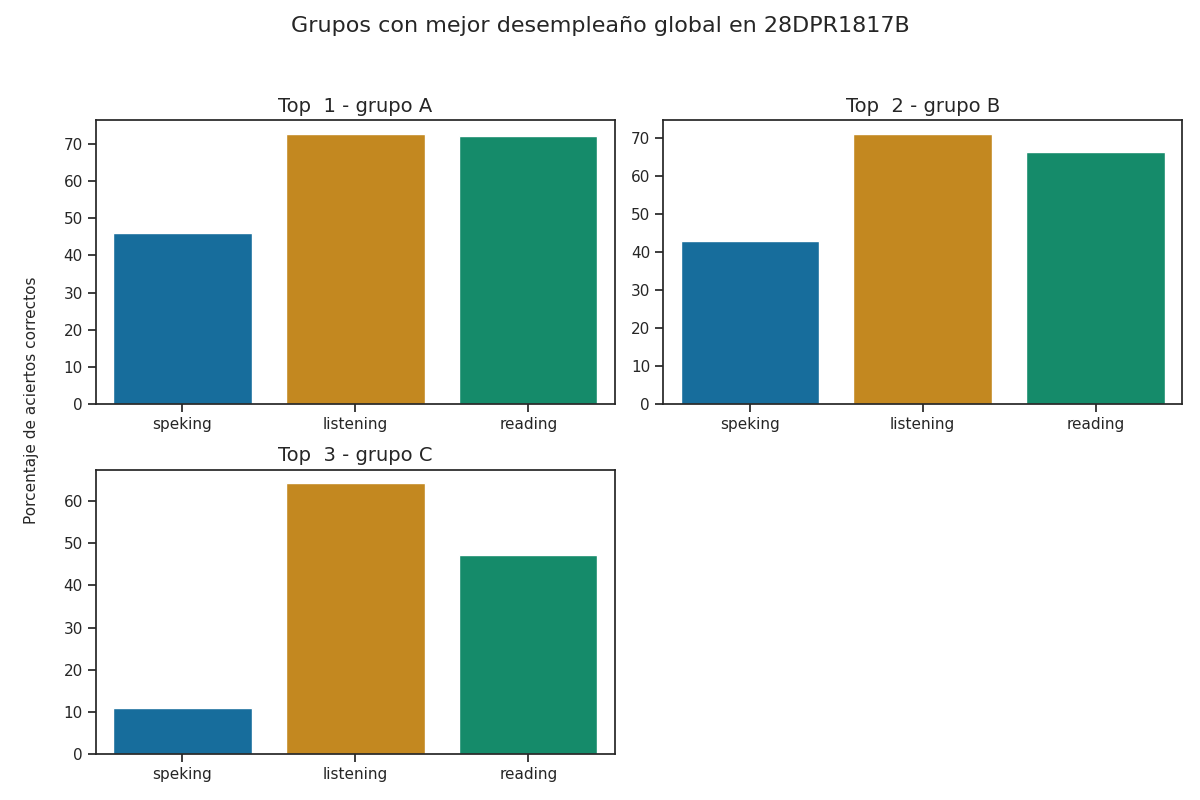 Grupos con mejor desempleaño global en 28DPR1817B
Porcentaje de aciertos correctos
Top  1 - grupo A
70
60
50
40
30
20
10
0
speking listening reading
Top  2 - grupo B
70
60
50
40
30
20
10
0
speking listening reading
Top  3 - grupo C
60
50
40
30
20
10
0
speking listening reading